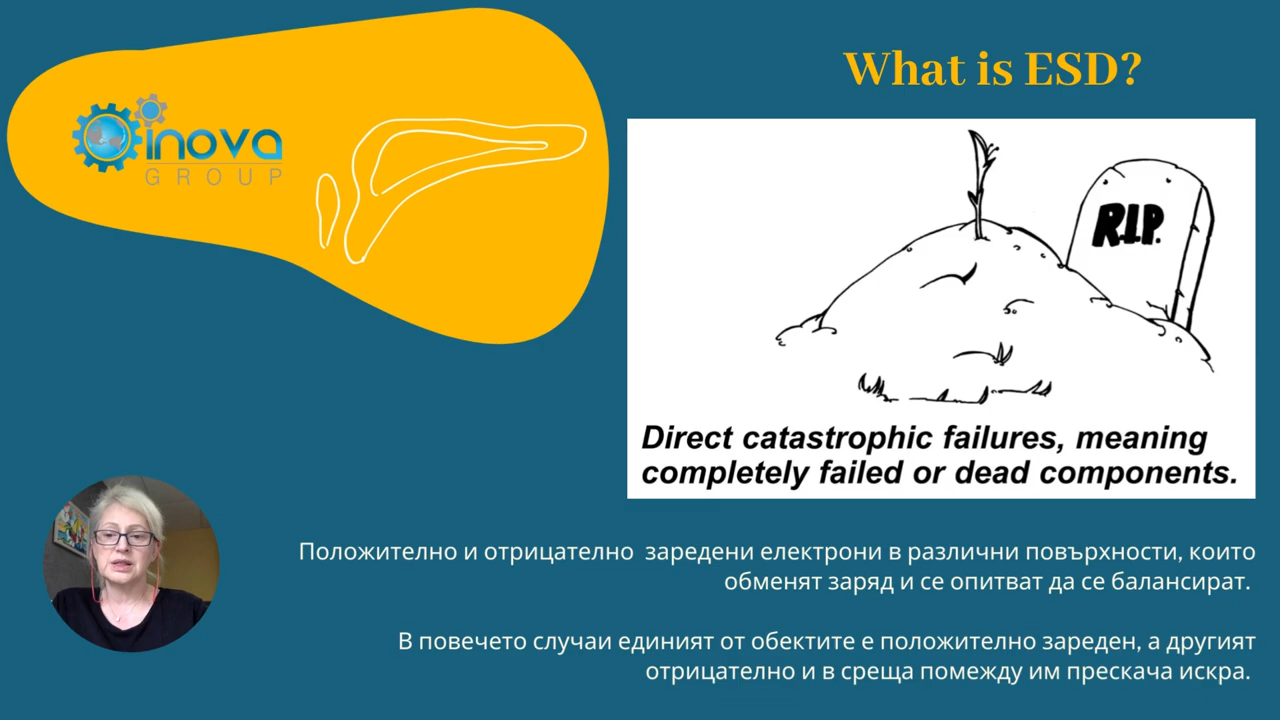 inova
GROUP
What is ESD?
R.I.P.
Direct catastrophic failures, meaning
completely failed or dead components.
Положително и отрицателно заредени електрони в различни повърхности, които
обменят заряд и се опитват да се балансират.
В повечето случаи единият от обектите е положително зареден, а другият
отрицателно и в среща помежду им прескача искра.